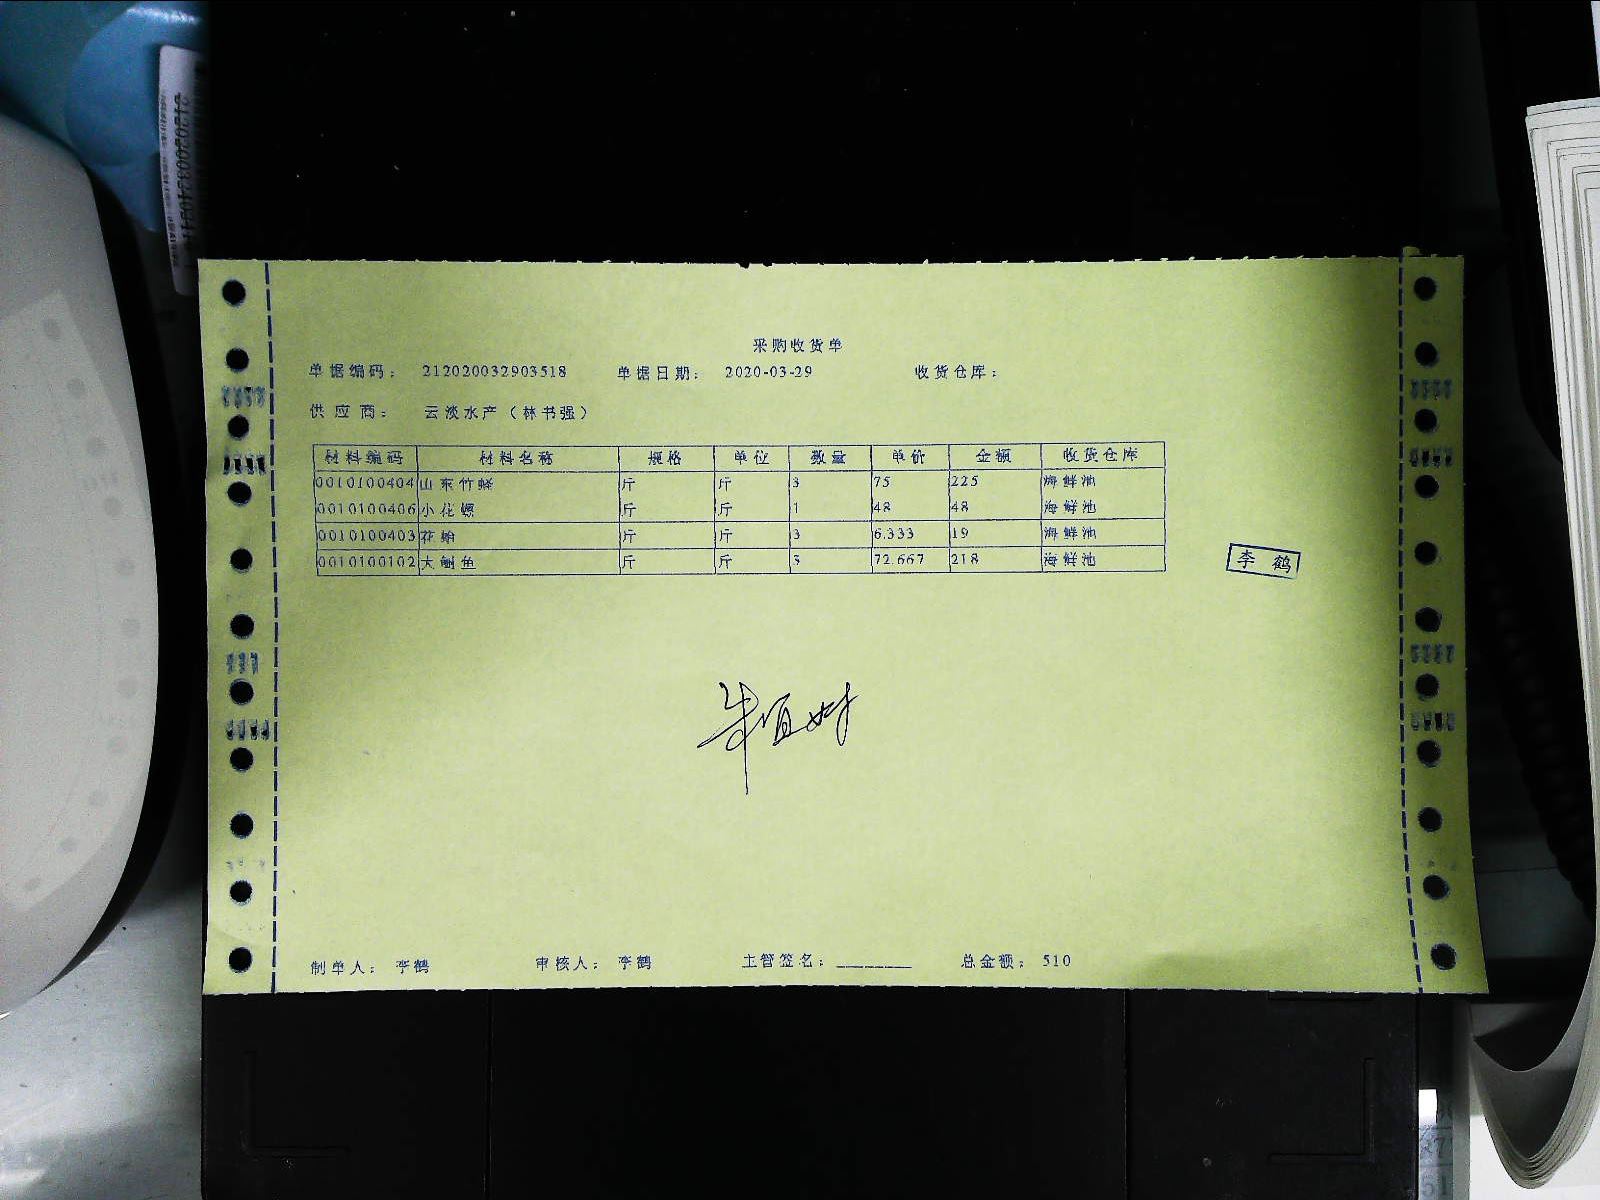 采购收货单
单据编码： 212020032903518 单据日期： 2020-03-29 收货仓库：
供应商： 云淡水产（林书强）
材料编码 材料名称 规格 单位 数量 单价 金额 收货仓库
0010100404 山东竹蛏 斤 斤 3 75 225 海鲜池
0010100406 小花螺 斤 斤 1 48 48 海鲜池
0010100403 花蛤 斤 斤 3 6.333 19 海鲜池
0010100102 大鮰鱼 斤 斤 3 72.667 218 海鲜池
李鹤
制单人： 李鹤 审核人： 李鹤 主管签名： 总金额： 510